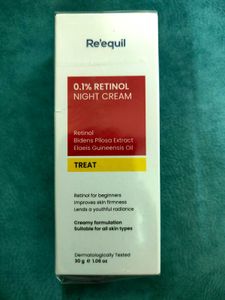 Re'equil
0.1% RETINOL
NIGHT CREAM
Retinol
Bidens Pilosa Extract
Elaeis Guineensis Oil
TREAT
Retinol for beginners
Improves skin firmness
Lends a youthful radiance
Creamy formulation
Suitable for all skin types
Dermatologically Tested
30 g ℮ 1.06 oz